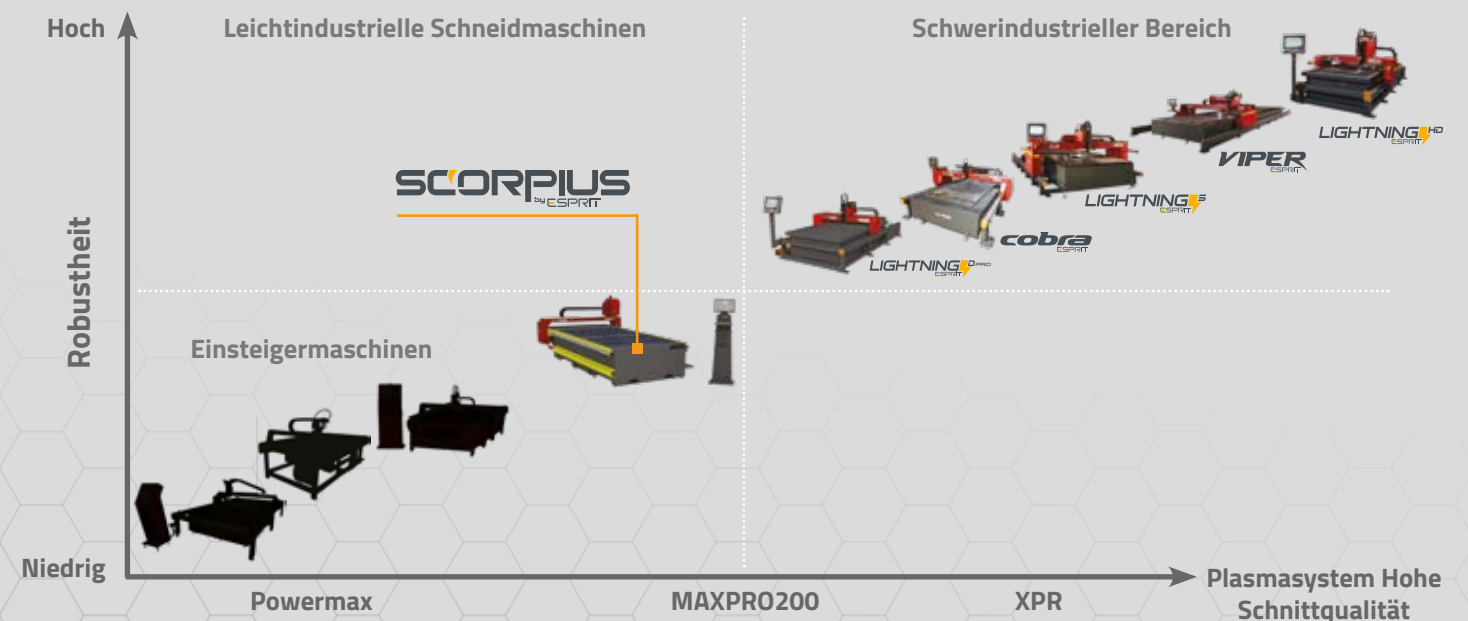 Hoch
Leichtindustrielle Schneidmaschinen
Schwerindustrieller Bereich
LIGHTNING HD
ESPRIT
VIPER
ESPRIT
SCORPIUS
by ESPRIT
LIGHTNING S
ESPRIT
cobra
ESPRIT
LIGHTNING D PRO
ESPRIT
Robustheit
Einsteigermaschinen
Niedrig
Powermax
MAXPRO200
XPR
Plasmasystem Hohe
Schnittqualität